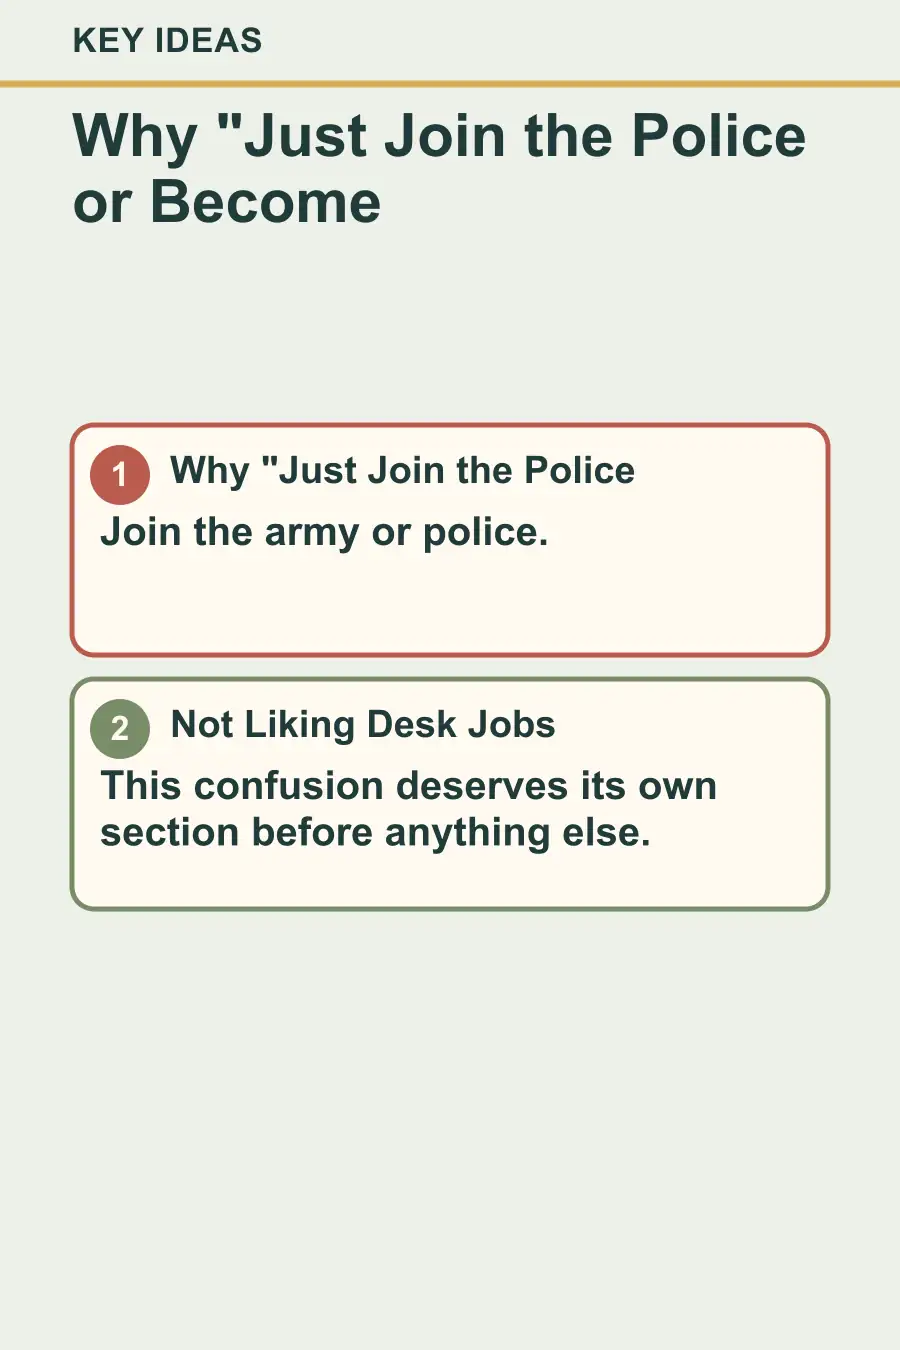 KEY IDEAS
Why "Just Join the Police
or Become
1
Why "Just Join the Police
Join the army or police.
2
Not Liking Desk Jobs
This confusion deserves its own
section before anything else.